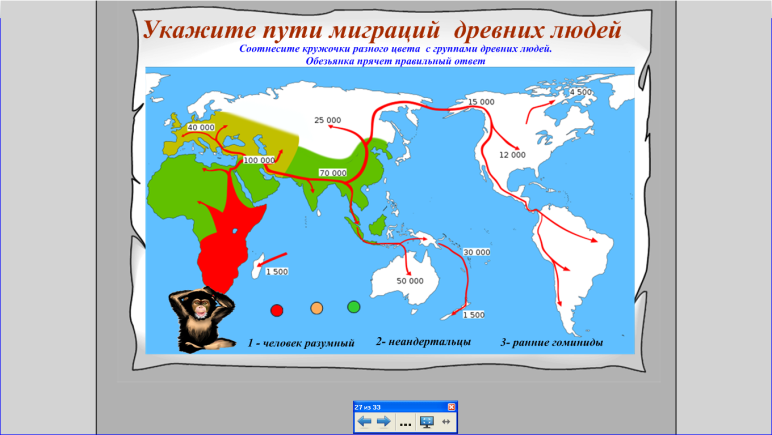 Укажите пути миграций древних людей
Соотнесите кружочки разного цвета с группами древних людей.
Обезьянка прячет правильный ответ
4 500
15 000
25 000
40 000
12 000
100 000
70 000
30 000
1 500
50 000
1 500
1 - человек разумный 2- неандертальцы 3- ранние гоминиды
27 из 33
...